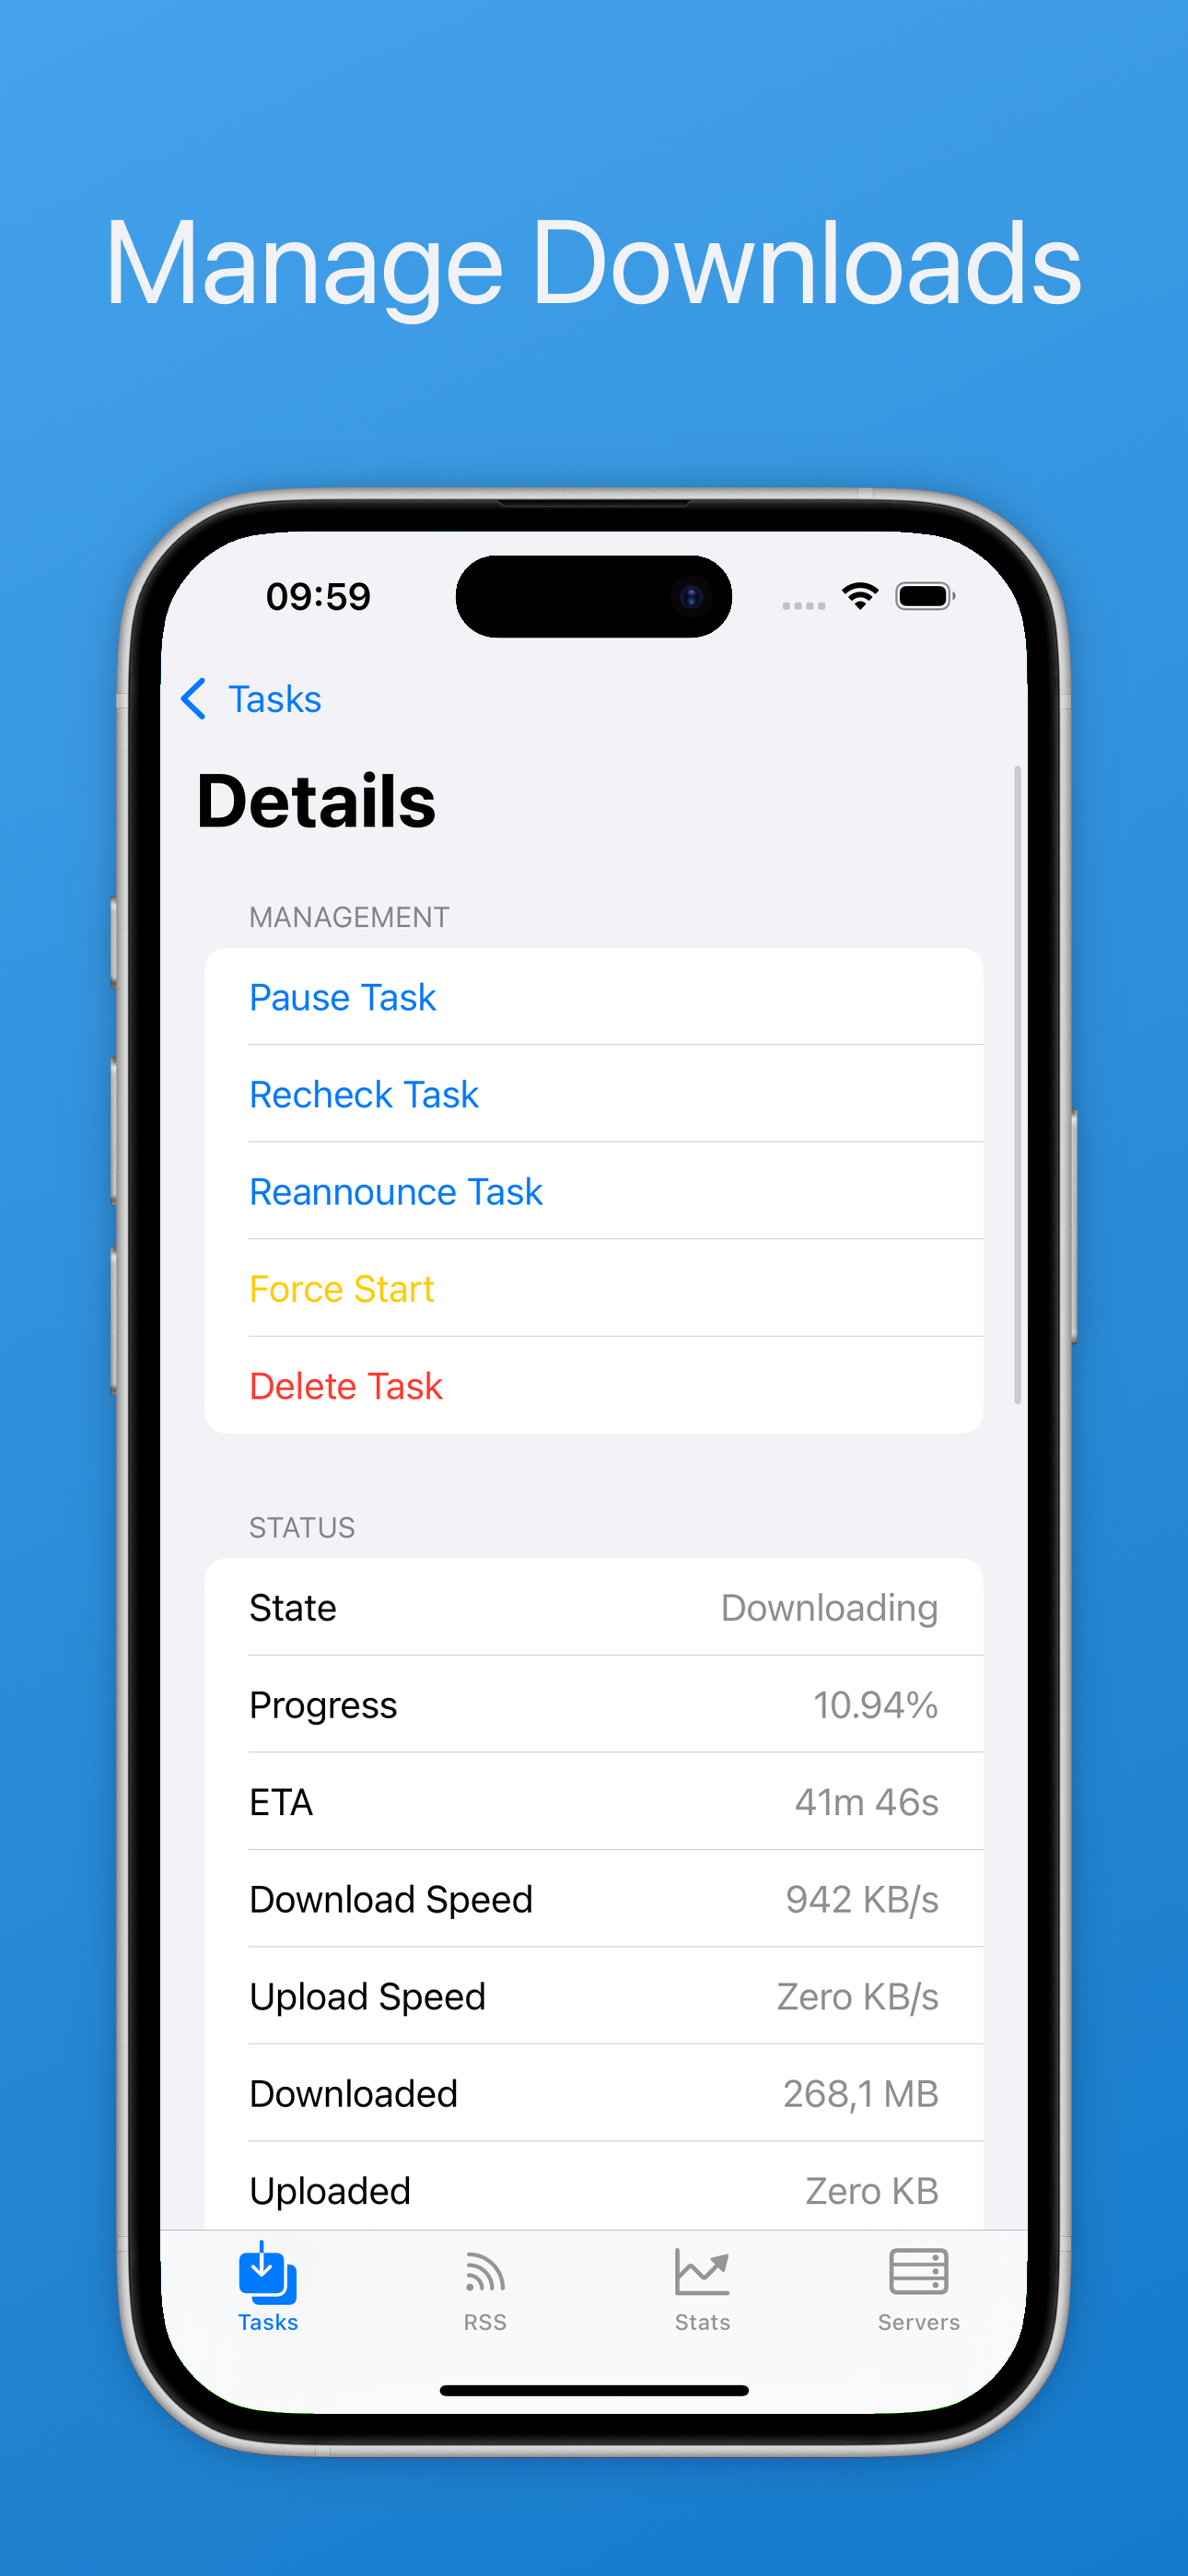 Manage Downloads
09:59
Tasks
Details
MANAGEMENT
Pause Task
Recheck Task
Reannounce Task
Force Start
Delete Task
STATUS
State Downloading
Progress 10.94%
ETA 41m 46s
Download Speed 942 KB/s
Upload Speed Zero KB/s
Downloaded 268,1 MB
Uploaded Zero KB
Tasks RSS Stats Servers